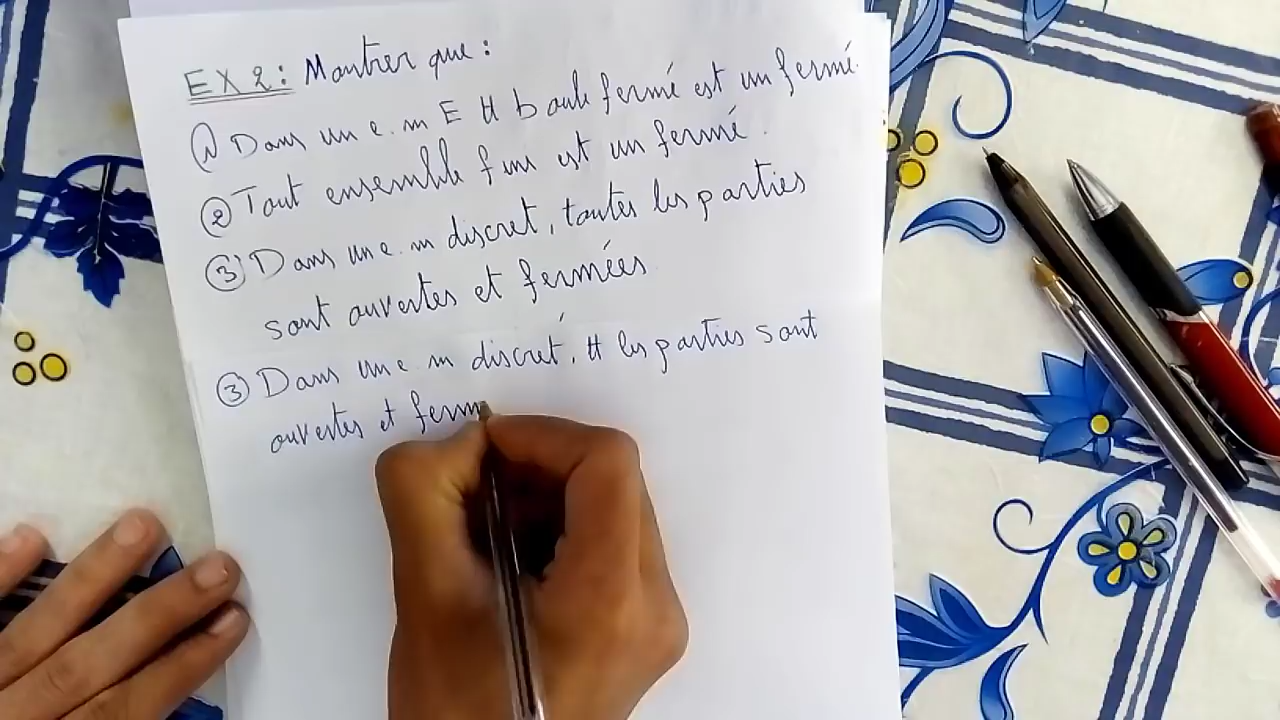 EX 2 : Montrer que :
① Dans un e.m E tt boule fermé est un fermé.
② Tout ensemble fini est un fermé.
③ Dans un e.m discret, toutes les parties
sont ouvertes et fermées
③ Dans un e m discrét, tt les parties sont
ouvertes et ferm